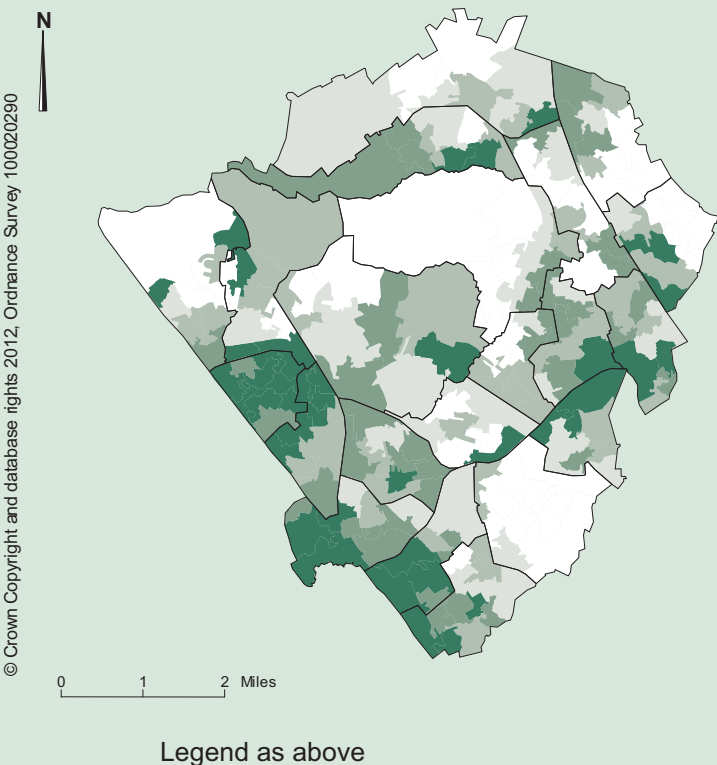 N
© Crown Copyright and database rights 2012, Ordnance Survey 100020290
0 1 2 Miles
Legend as above